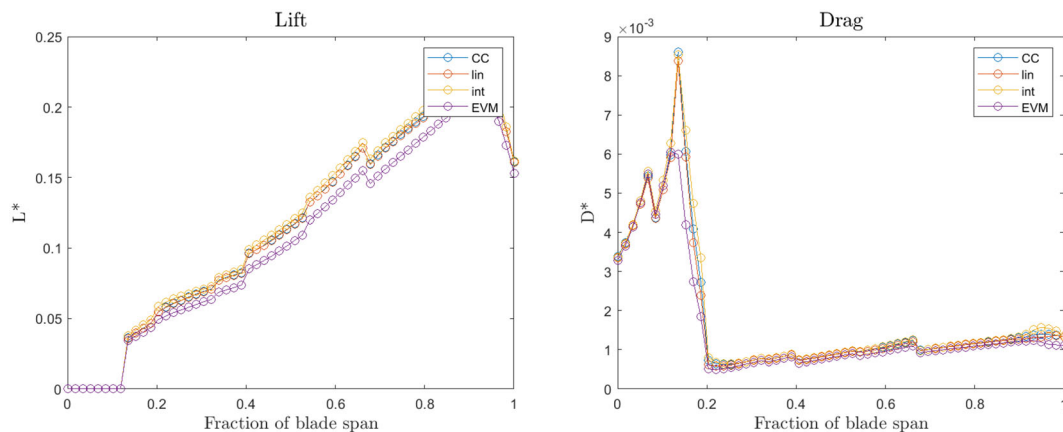 Lift
0.25
0.2
0.15
0.1
0.05
0
L*
0 0.2 0.4 0.6 0.8 1
Fraction of blade span
CC
lin
int
EVM
Drag
×10⁻³
9
8
7
6
5
4
3
2
1
0
D*
0 0.2 0.4 0.6 0.8 1
Fraction of blade span
CC
lin
int
EVM